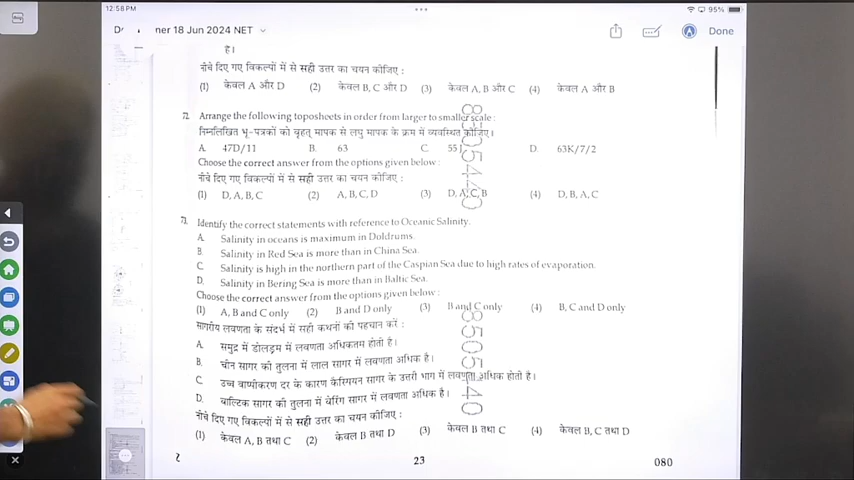 12:58 PM
95%
ner 18 Jun 2024 NET
Done
है।
नीचे दिए गए विकल्पों में से सही उत्तर का चयन कीजिए :
(1) केवल A और D (2) केवल B, C और D (3) केवल A, B और C (4) केवल A और B
72. Arrange the following toposheets in order from larger to smaller scale :
निम्नलिखित भू-पत्रकों को वृहत् मापक से लघु मापक के क्रम में व्यवस्थित कीजिए।
A. 47D/11 B. 63 C. 55 J D. 63K/7/2
Choose the correct answer from the options given below :
नीचे दिए गए विकल्पों में से सही उत्तर का चयन कीजिए :
(1) D, A, B, C (2) A, B, C, D (3) D, A, C, B (4) D, B, A, C
73. Identify the correct statements with reference to Oceanic Salinity.
A. Salinity in oceans is maximum in Doldrums.
B. Salinity in Red Sea is more than in China Sea.
C. Salinity is high in the northern part of the Caspian Sea due to high rates of evaporation.
D. Salinity in Bering Sea is more than in Baltic Sea.
Choose the correct answer from the options given below :
(1) A, B and C only (2) B and D only (3) B and C only (4) B, C and D only
सागरीय लवणता के संदर्भ में सही कथनों की पहचान करें :
A. समुद्र में डोलड्रम में लवणता अधिकतम होती है।
B. चीन सागर की तुलना में लाल सागर में लवणता अधिक है।
C. उच्च वाष्पीकरण दर के कारण कैस्पियन सागर के उत्तरी भाग में लवणता अधिक होती है।
D. बाल्टिक सागर की तुलना में बेरिंग सागर में लवणता अधिक है।
नीचे दिए गए विकल्पों में से सही उत्तर का चयन कीजिए :
(1) केवल A, B तथा C (2) केवल B तथा D (3) केवल B तथा C (4) केवल B, C तथा D
23
080